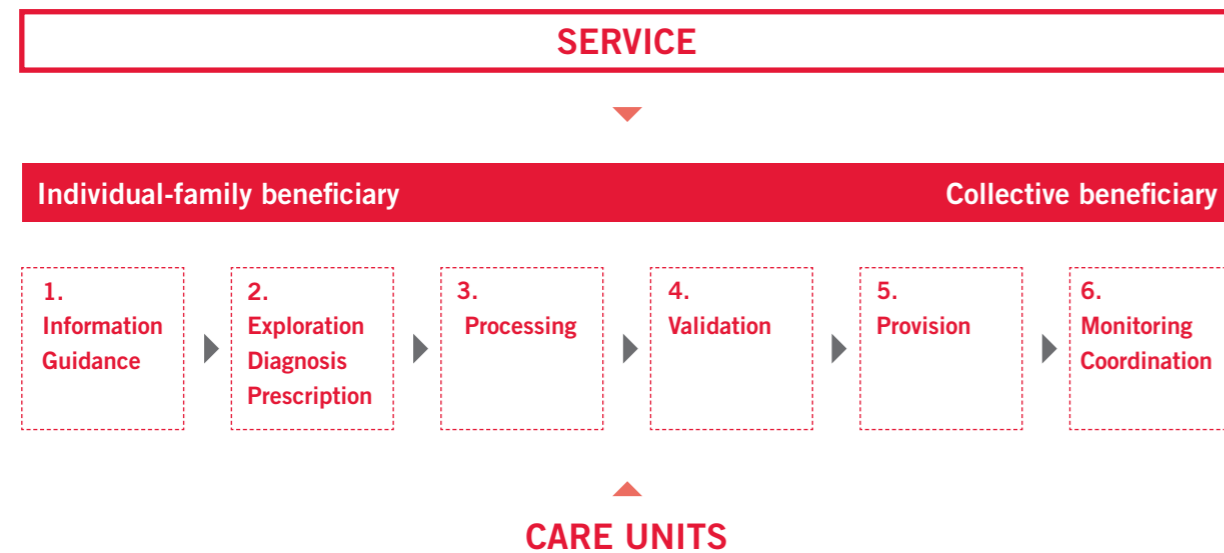 SERVICE
Individual-family beneficiary
Collective beneficiary
1.
Information
Guidance
2.
Exploration
Diagnosis
Prescription
3.
Processing
4.
Validation
5.
Provision
6.
Monitoring
Coordination
CARE UNITS